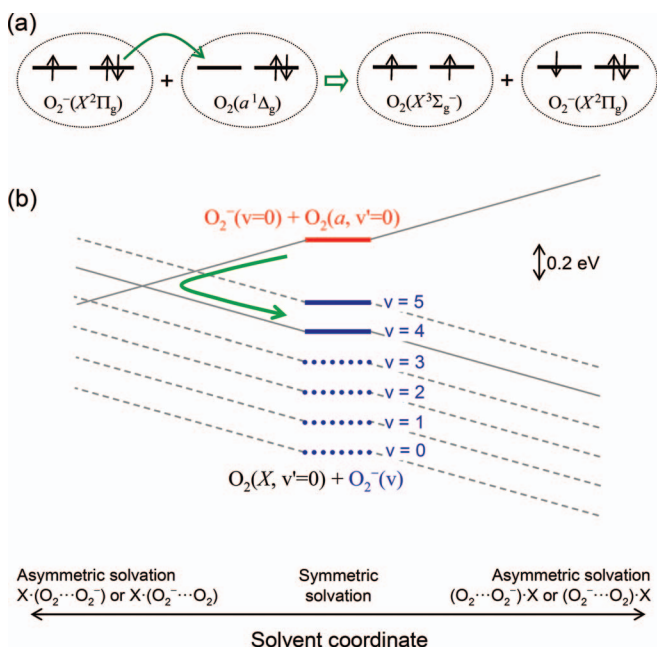 (a)
+ + 
O₂⁻(X²Πg) O₂(a¹Δg) O₂(X³Σg⁻) O₂⁻(X²Πg)
(b)
O₂⁻(v=0) + O₂(a, v'=0)
0.2 eV
v = 5
v = 4
v = 3
v = 2
v = 1
v = 0
O₂(X, v'=0) + O₂⁻(v)
Asymmetric solvation Symmetric Asymmetric solvation
X·(O₂···O₂⁻) or X·(O₂⁻···O₂) solvation (O₂···O₂⁻)·X or (O₂⁻···O₂)·X
Solvent coordinate